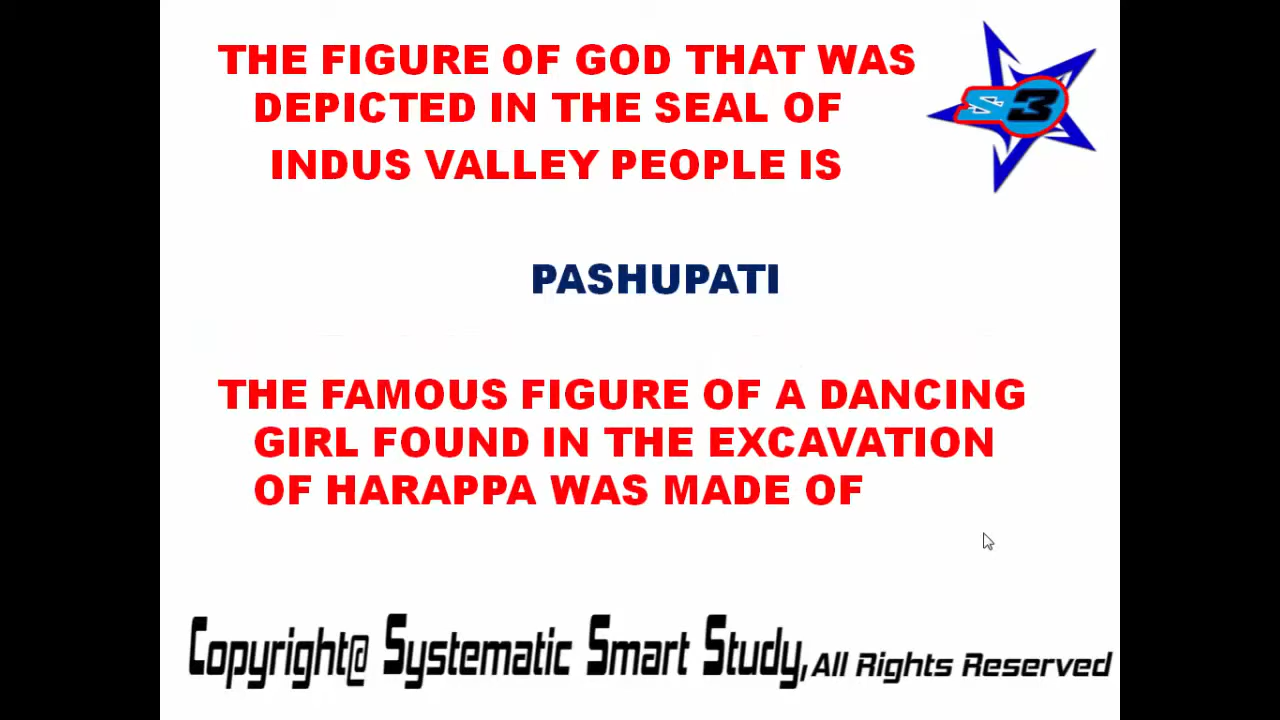 THE FIGURE OF GOD THAT WAS
DEPICTED IN THE SEAL OF
INDUS VALLEY PEOPLE IS
S3
PASHUPATI
THE FAMOUS FIGURE OF A DANCING
GIRL FOUND IN THE EXCAVATION
OF HARAPPA WAS MADE OF
Copyright@ Systematic Smart Study, All Rights Reserved